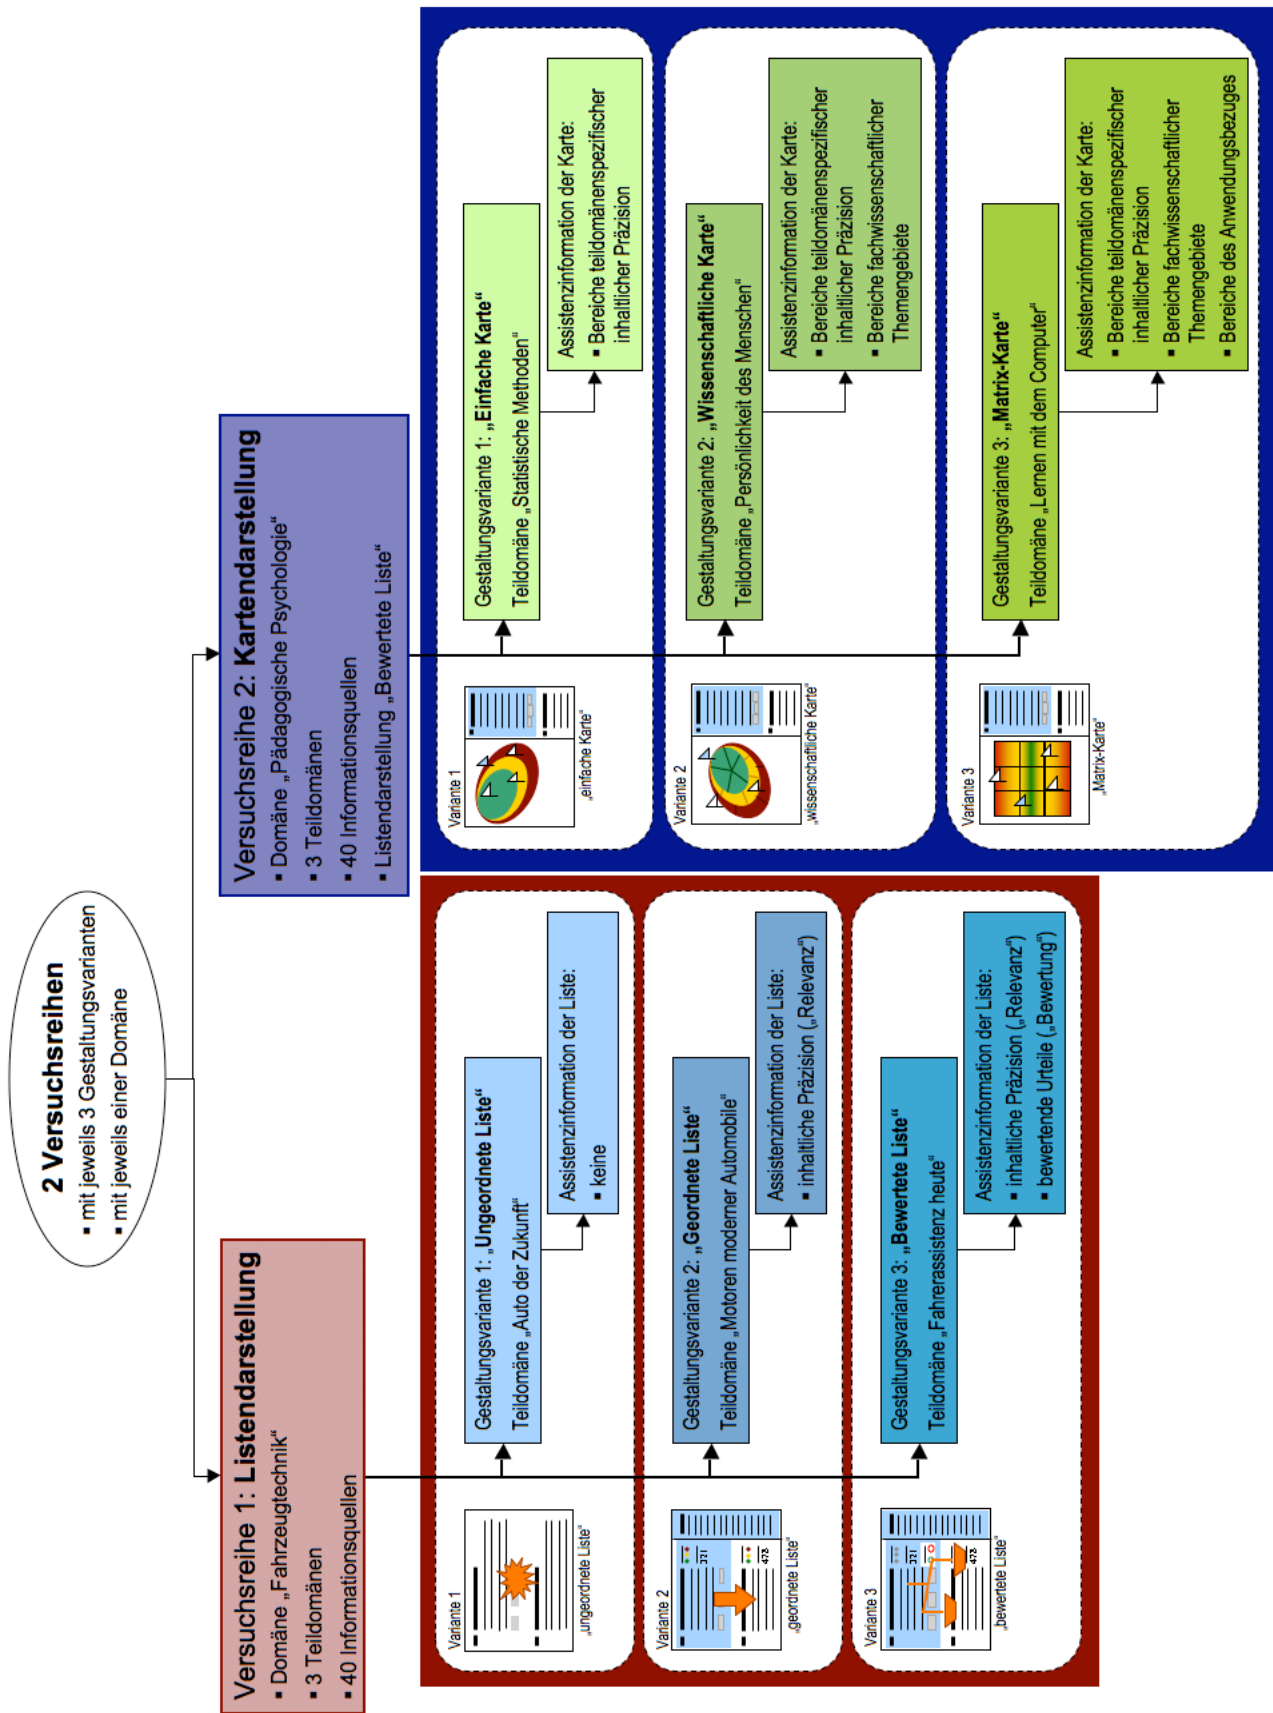 2 Versuchsreihen
▪ mit jeweils 3 Gestaltungsvarianten
▪ mit jeweils einer Domäne
Versuchsreihe 1: Listendarstellung
▪ Domäne „Fahrzeugtechnik“
▪ 3 Teildomänen
▪ 40 Informationsquellen
Variante 1
„ungeordnete Liste“
Gestaltungsvariante 1: „Ungeordnete Liste“
Teildomäne „Auto der Zukunft“
Assistenzinformation der Liste:
▪ keine
Variante 2
321
478
„geordnete Liste“
Gestaltungsvariante 2: „Geordnete Liste“
Teildomäne „Motoren moderner Automobile“
Assistenzinformation der Liste:
▪ inhaltliche Präzision („Relevanz“)
Variante 3
321
478
„bewertete Liste“
Gestaltungsvariante 3: „Bewertete Liste“
Teildomäne „Fahrerassistenz heute“
Assistenzinformation der Liste:
▪ inhaltliche Präzision („Relevanz“)
▪ bewertende Urteile („Bewertung“)
Versuchsreihe 2: Kartendarstellung
▪ Domäne „Pädagogische Psychologie“
▪ 3 Teildomänen
▪ 40 Informationsquellen
▪ Listendarstellung „Bewertete Liste“
Variante 1
„einfache Karte“
Gestaltungsvariante 1: „Einfache Karte“
Teildomäne „Statistische Methoden“
Assistenzinformation der Karte:
▪ Bereiche teildomänenspezifischer
inhaltlicher Präzision
Variante 2
„wissenschaftliche Karte“
Gestaltungsvariante 2: „Wissenschaftliche Karte“
Teildomäne „Persönlichkeit des Menschen“
Assistenzinformation der Karte:
▪ Bereiche teildomänenspezifischer
inhaltlicher Präzision
▪ Bereiche fachwissenschaftlicher
Themengebiete
Variante 3
„Matrix-Karte“
Gestaltungsvariante 3: „Matrix-Karte“
Teildomäne „Lernen mit dem Computer“
Assistenzinformation der Karte:
▪ Bereiche teildomänenspezifischer
inhaltlicher Präzision
▪ Bereiche fachwissenschaftlicher
Themengebiete
▪ Bereiche des Anwendungsbezuges